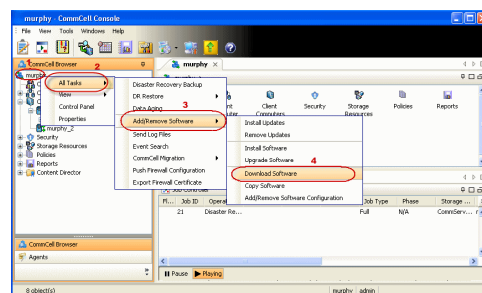 murphy - CommCell Console
File View Tools Windows Help
CommCell Browser
murphy
1
2
3
4
murphy
All Tasks
View
Control Panel
Properties
murphy_2
Security
Storage Resources
Policies
Reports
Content Director
Disaster Recovery Backup
DR Restore
Data Aging
Add/Remove Software
Send Log Files
Event Search
CommCell Migration
Push Firewall Configuration
Export Firewall Certificate
Install Updates
Remove Updates
Install Software
Upgrade Software
Download Software
Copy Software
Add/Remove Software Configuration
Client Computers
Security
Storage Resources
Policies
Reports
Job ID
Job Type
Phase
Storage ...
21
Disaster Re...
Full
N/A
CommServ...
CommCell Browser
Agents
Pause
Playing
8 object(s)
murphy
admin